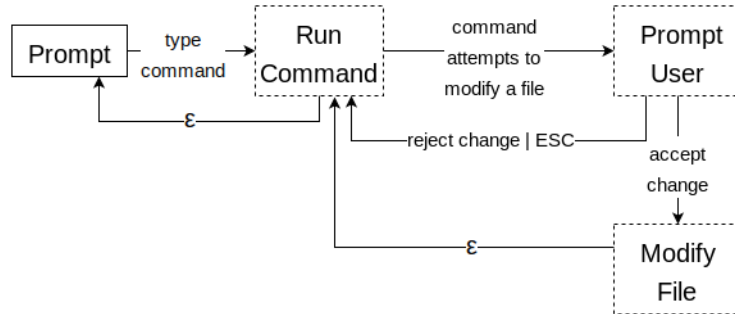 Prompt
type
command
Run
Command
command
attempts to
modify a file
Prompt
User
ε
reject change | ESC
accept
change
ε
Modify
File